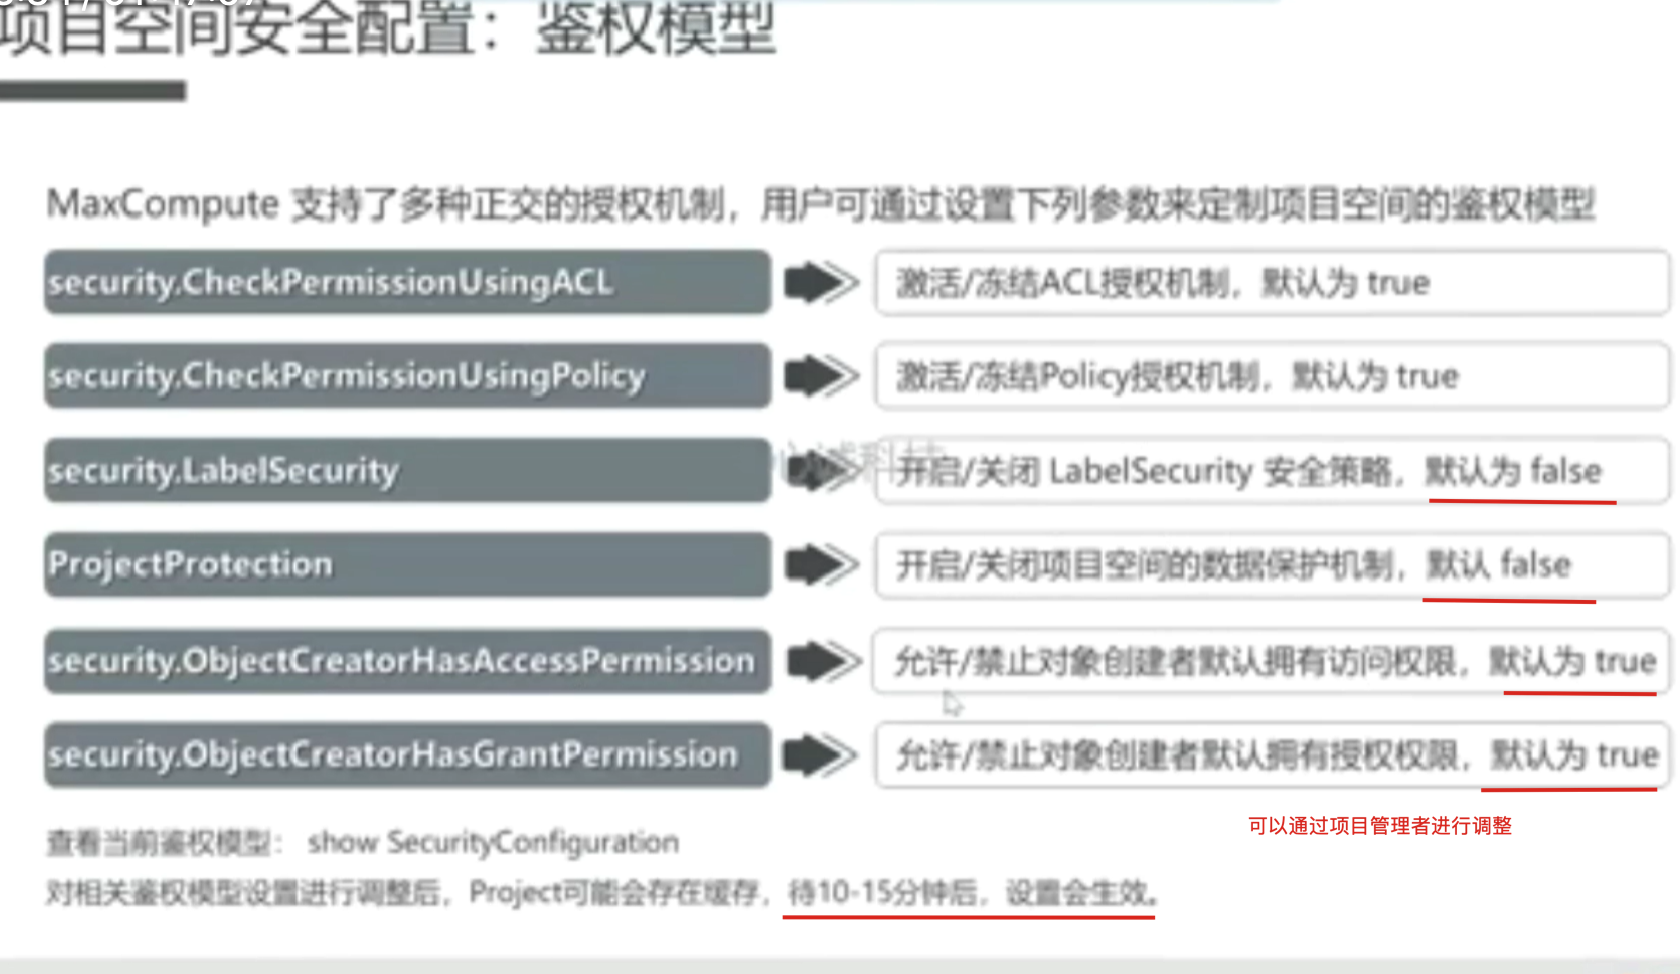 项目空间安全配置：鉴权模型
MaxCompute 支持了多种正交的授权机制，用户可通过设置下列参数来定制项目空间的鉴权模型
security.CheckPermissionUsingACL 激活/冻结ACL授权机制，默认为 true
security.CheckPermissionUsingPolicy 激活/冻结Policy授权机制，默认为 true
security.LabelSecurity 开启/关闭 LabelSecurity 安全策略，默认为 false
ProjectProtection 开启/关闭项目空间的数据保护机制，默认 false
security.ObjectCreatorHasAccessPermission 允许/禁止对象创建者默认拥有访问权限，默认为 true
security.ObjectCreatorHasGrantPermission 允许/禁止对象创建者默认拥有授权权限，默认为 true
可以通过项目管理者进行调整
查看当前鉴权模型： show SecurityConfiguration
对相关鉴权模型设置进行调整后，Project可能会存在缓存，待10-15分钟后，设置会生效。